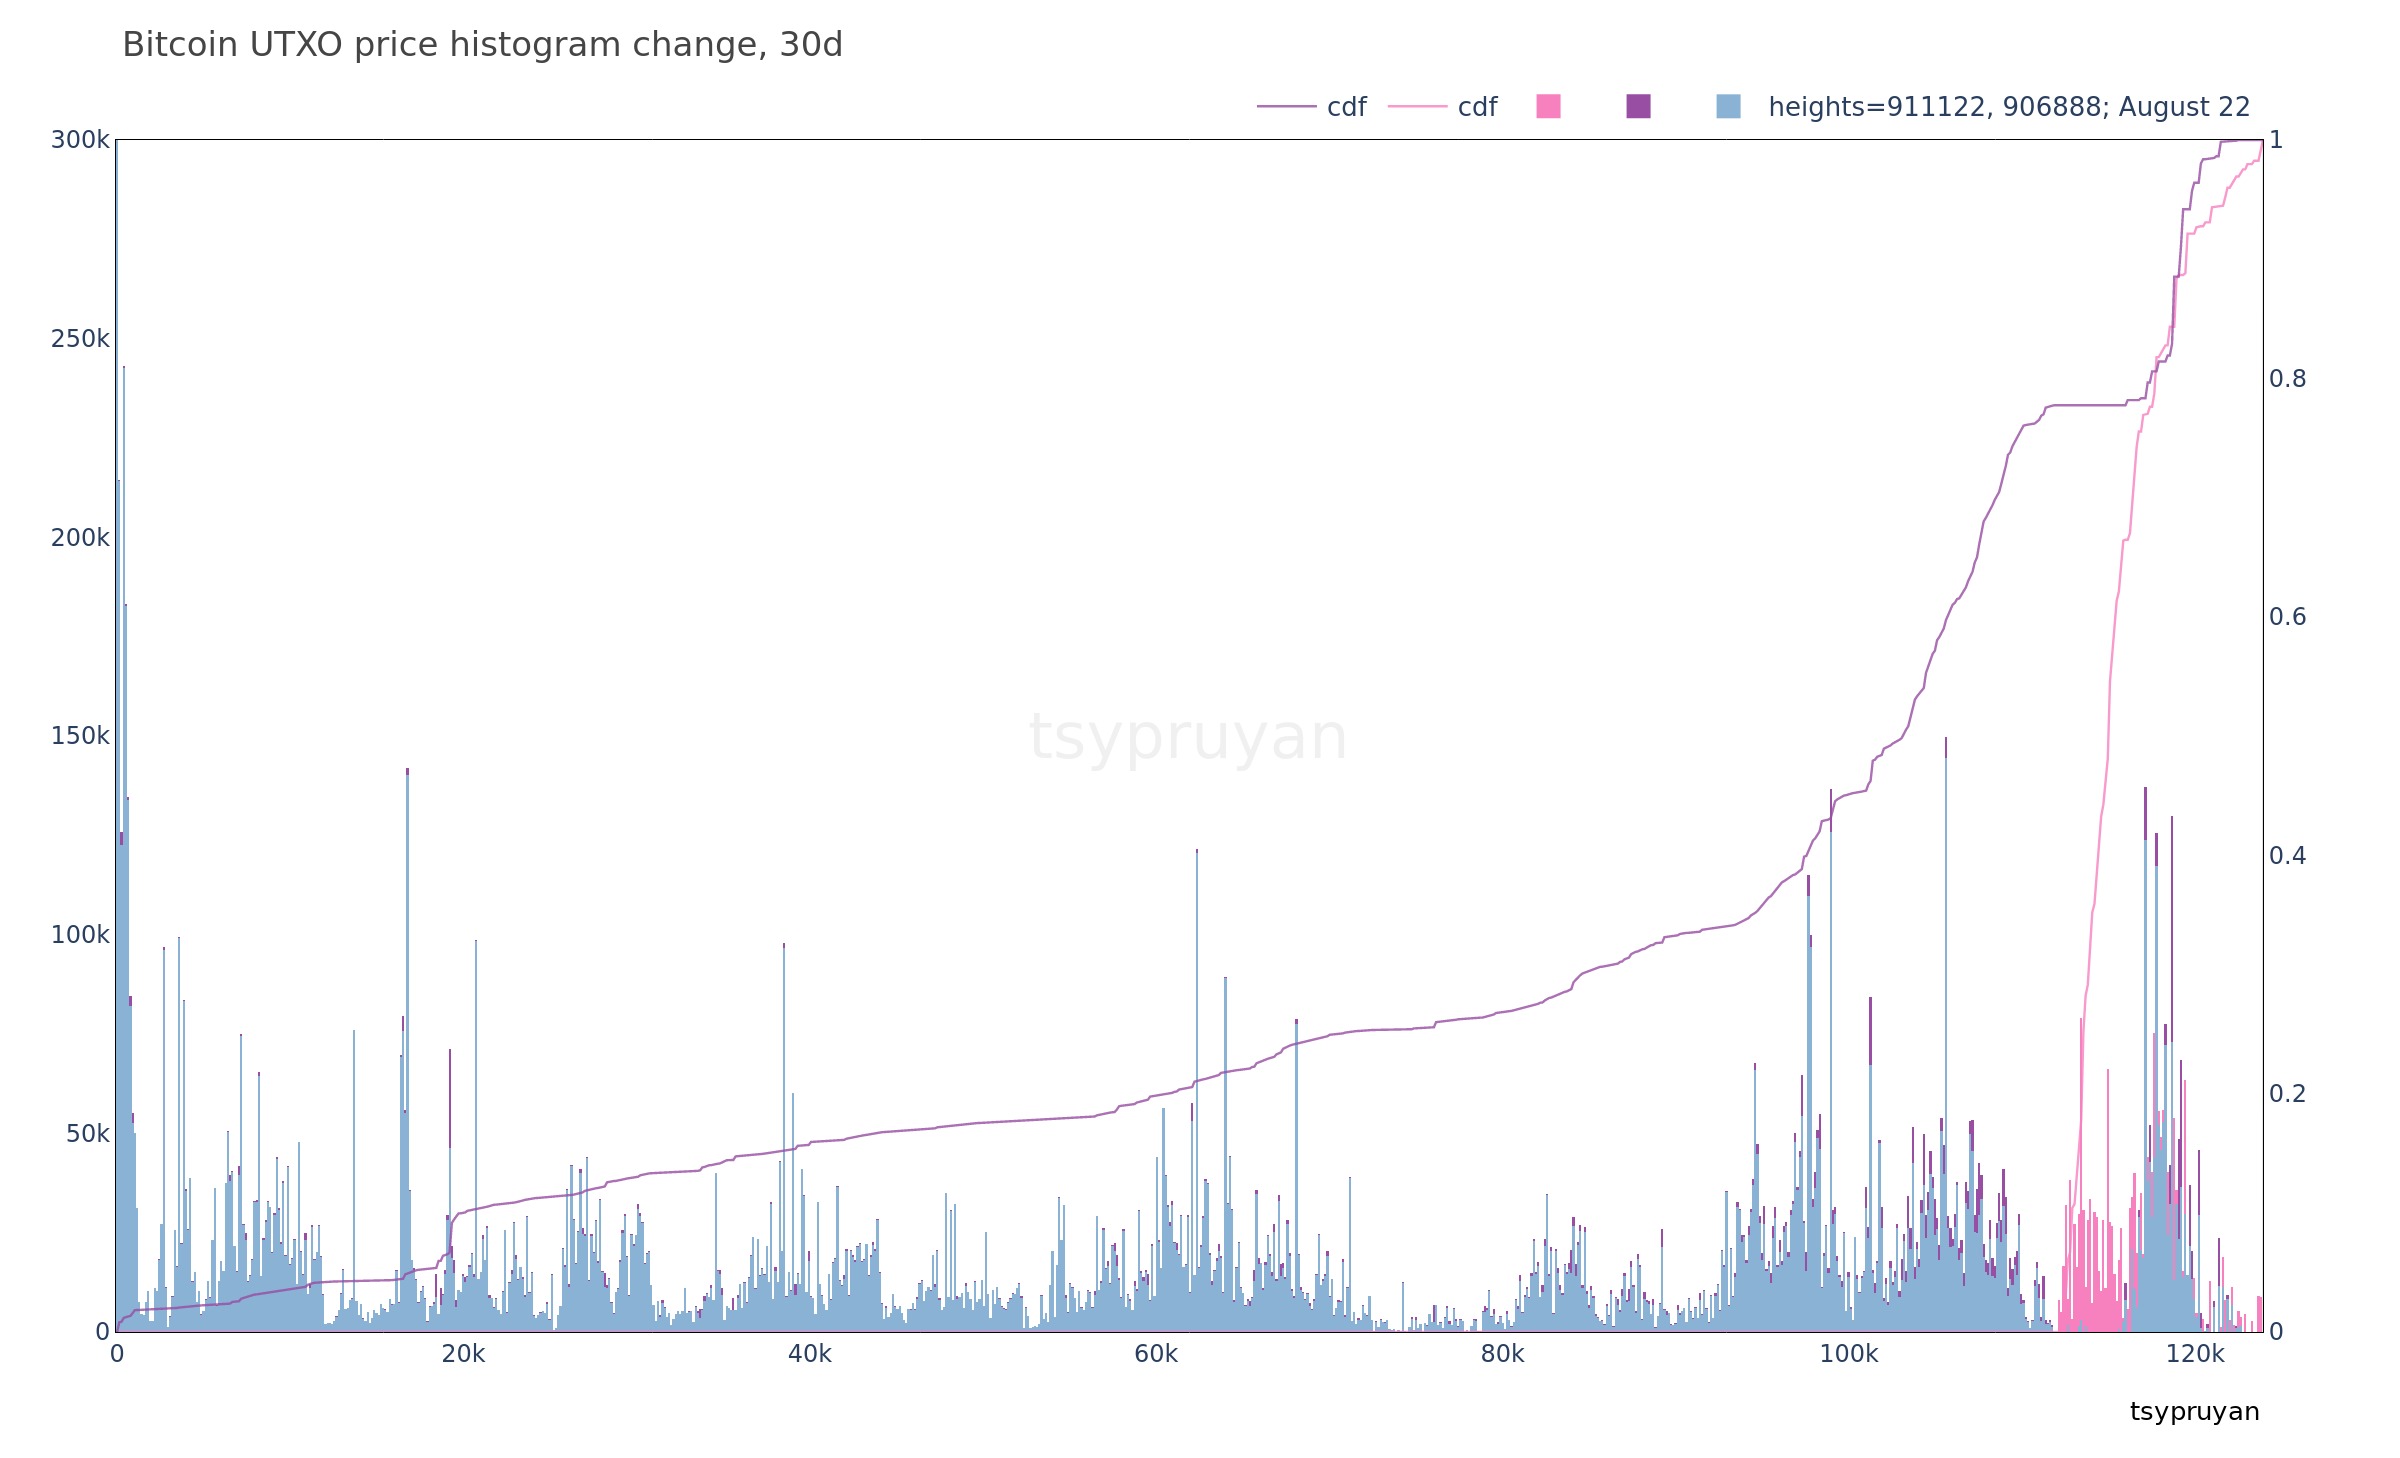 Bitcoin UTXO price histogram change, 30d
cdf cdf heights=911122, 906888; August 22
300k
250k
200k
150k
100k
50k
0
1
0.8
0.6
0.4
0.2
0
tsypruyan
0 20k 40k 60k 80k 100k 120k
tsypruyan